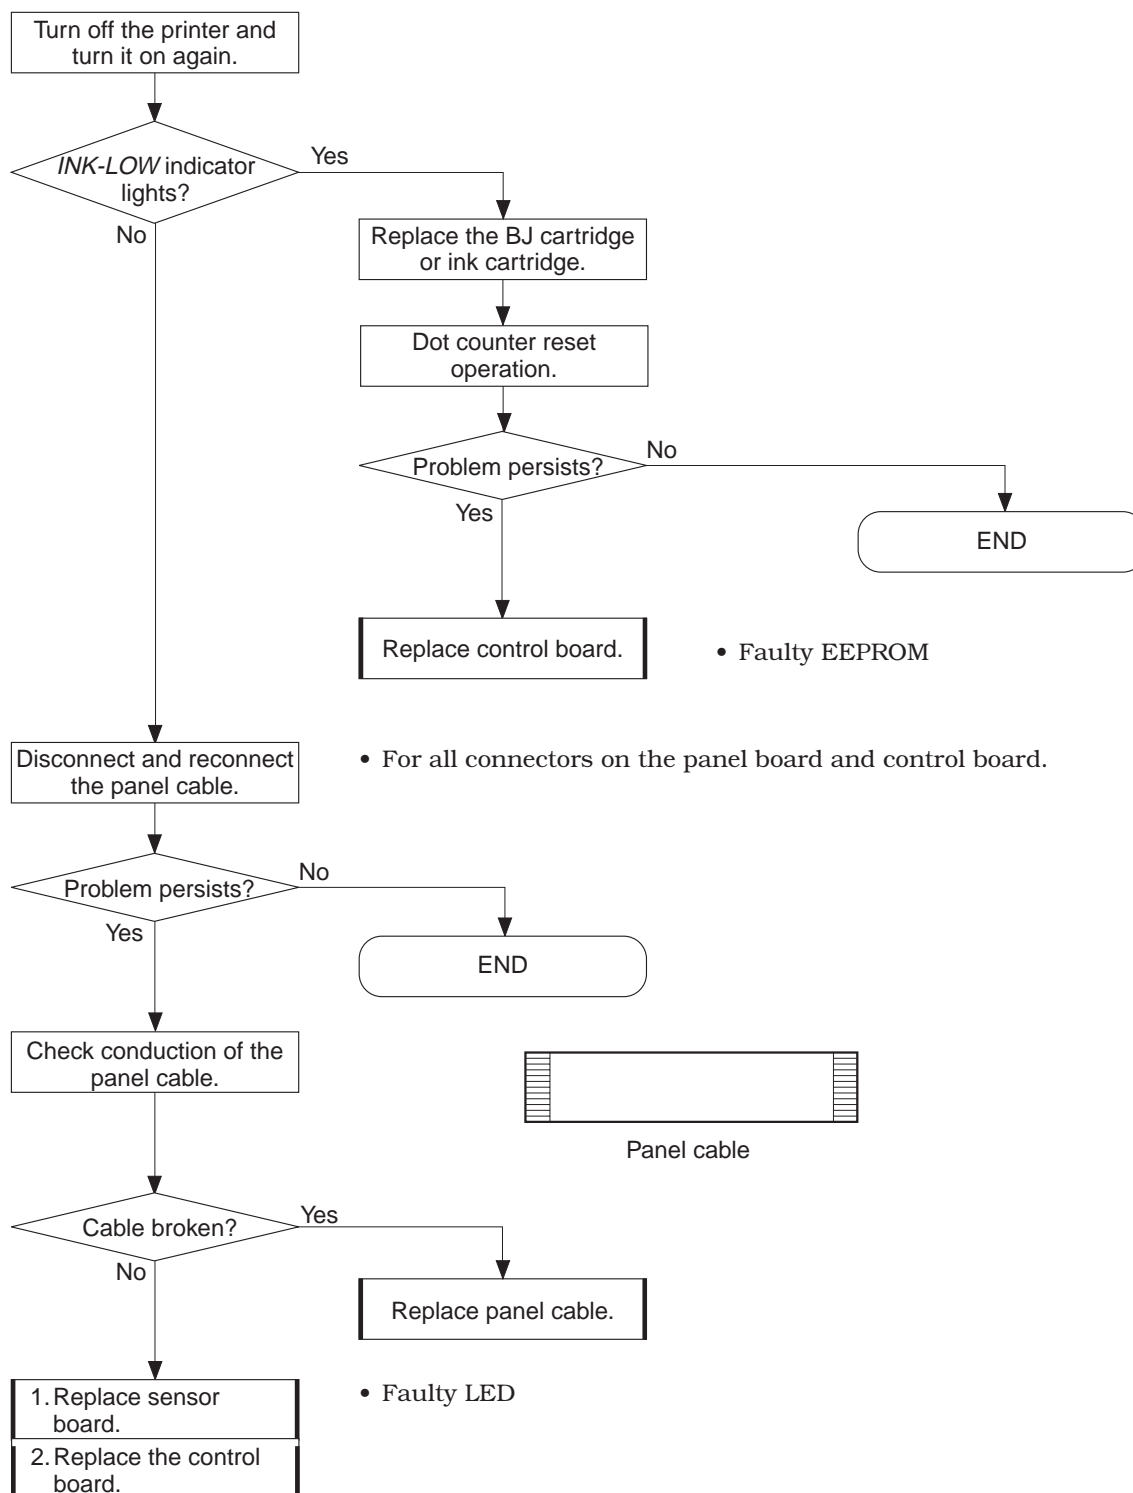 Turn off the printer and
turn it on again.
INK-LOW indicator
lights?
Yes
No
Replace the BJ cartridge
or ink cartridge.
Dot counter reset
operation.
Problem persists?
No
Yes
END
Replace control board.
• Faulty EEPROM
Disconnect and reconnect
the panel cable.
• For all connectors on the panel board and control board.
Problem persists?
No
Yes
END
Check conduction of the
panel cable.
Panel cable
Cable broken?
Yes
No
Replace panel cable.
1. Replace sensor
board.
• Faulty LED
2. Replace the control
board.